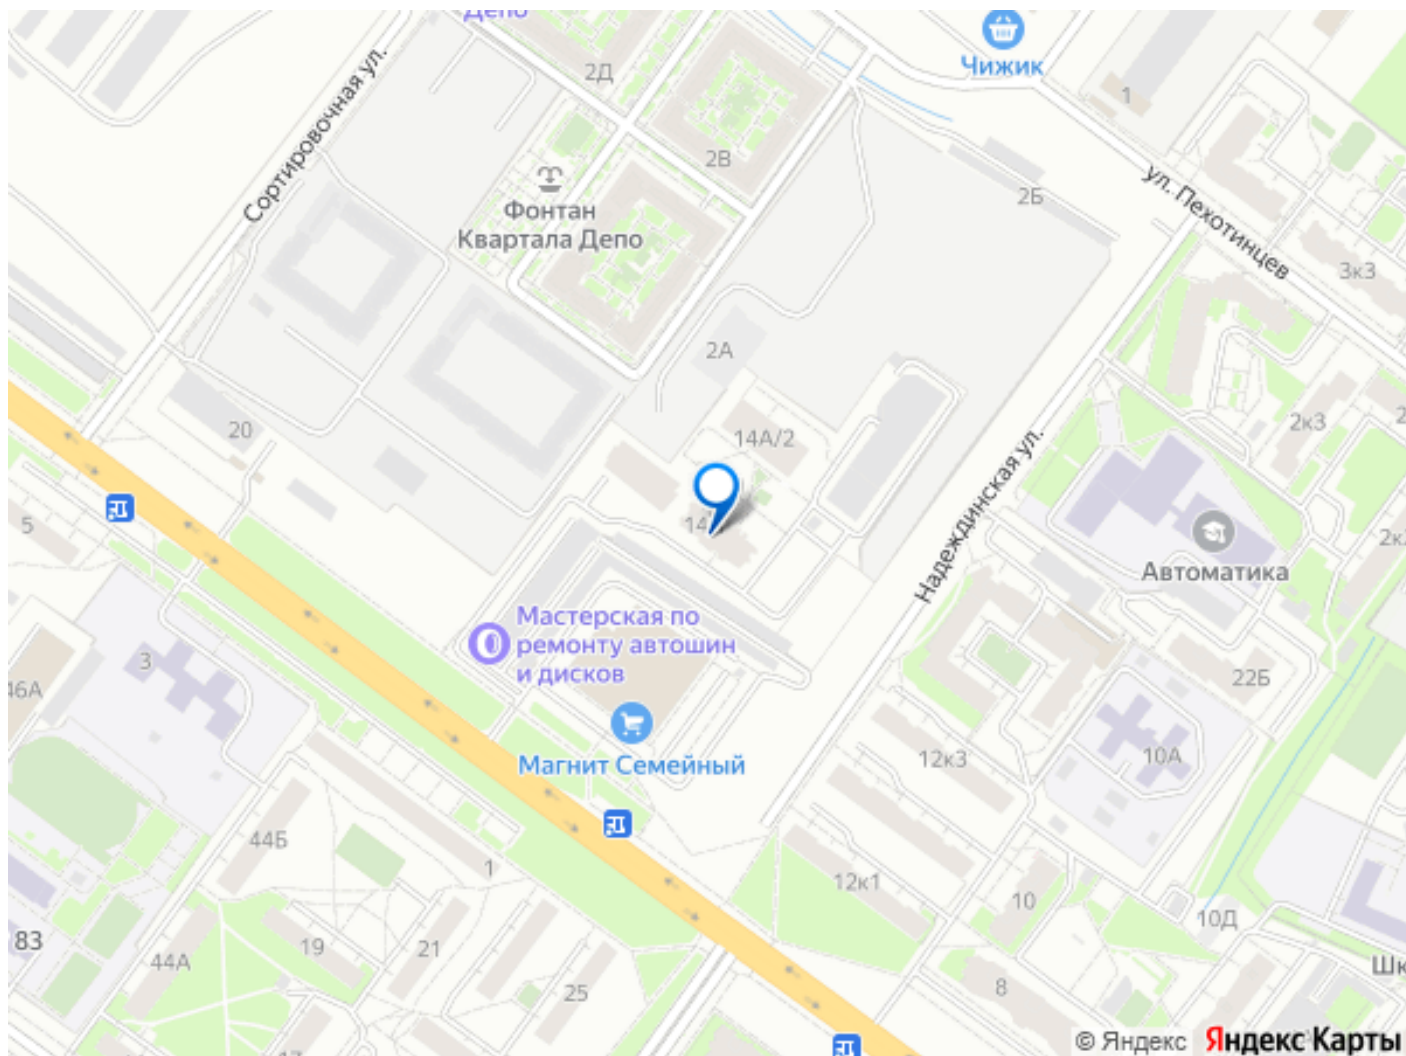 Депо
2Д
Чижик
1
Сортировочная ул.
2В
2Б
ул. Пехотинцев
Фонтан
Квартала Депо
3к3
2А
14А/2
2к3
20
5
Надеждинская ул.
Автоматика
Мастерская по
ремонту автошин
и дисков
3
46А
22Б
Магнит Семейный
12к3
10А
44Б
1
12к1
10
10Д
83
44А
19
21
25
8
© Яндекс Яндекс Карты